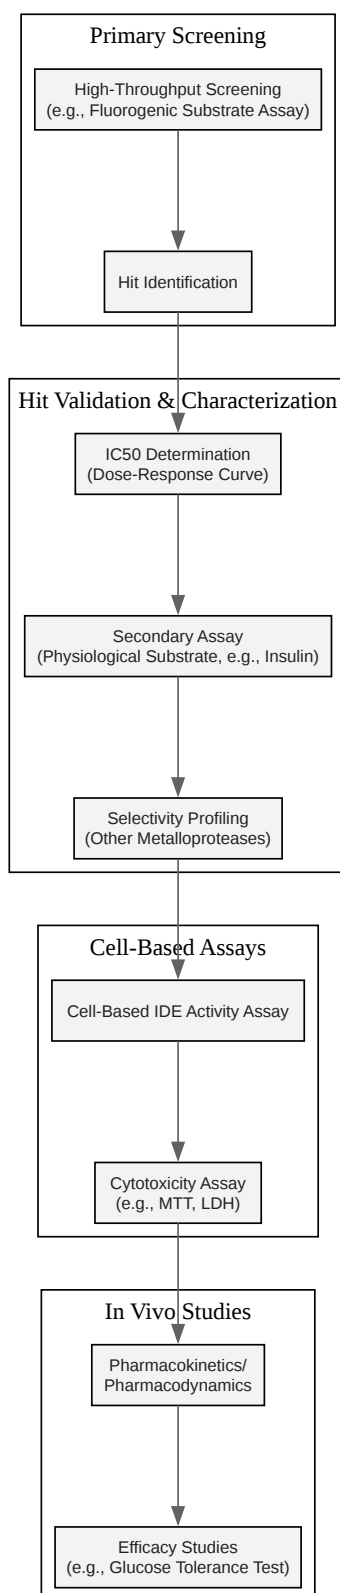 Primary Screening
High-Throughput Screening
(e.g., Fluorogenic Substrate Assay)
Hit Identification
Hit Validation & Characterization
IC50 Determination
(Dose-Response Curve)
Secondary Assay
(Physiological Substrate, e.g., Insulin)
Selectivity Profiling
(Other Metalloproteases)
Cell-Based Assays
Cell-Based IDE Activity Assay
Cytotoxicity Assay
(e.g., MTT, LDH)
In Vivo Studies
Pharmacokinetics/
Pharmacodynamics
Efficacy Studies
(e.g., Glucose Tolerance Test)